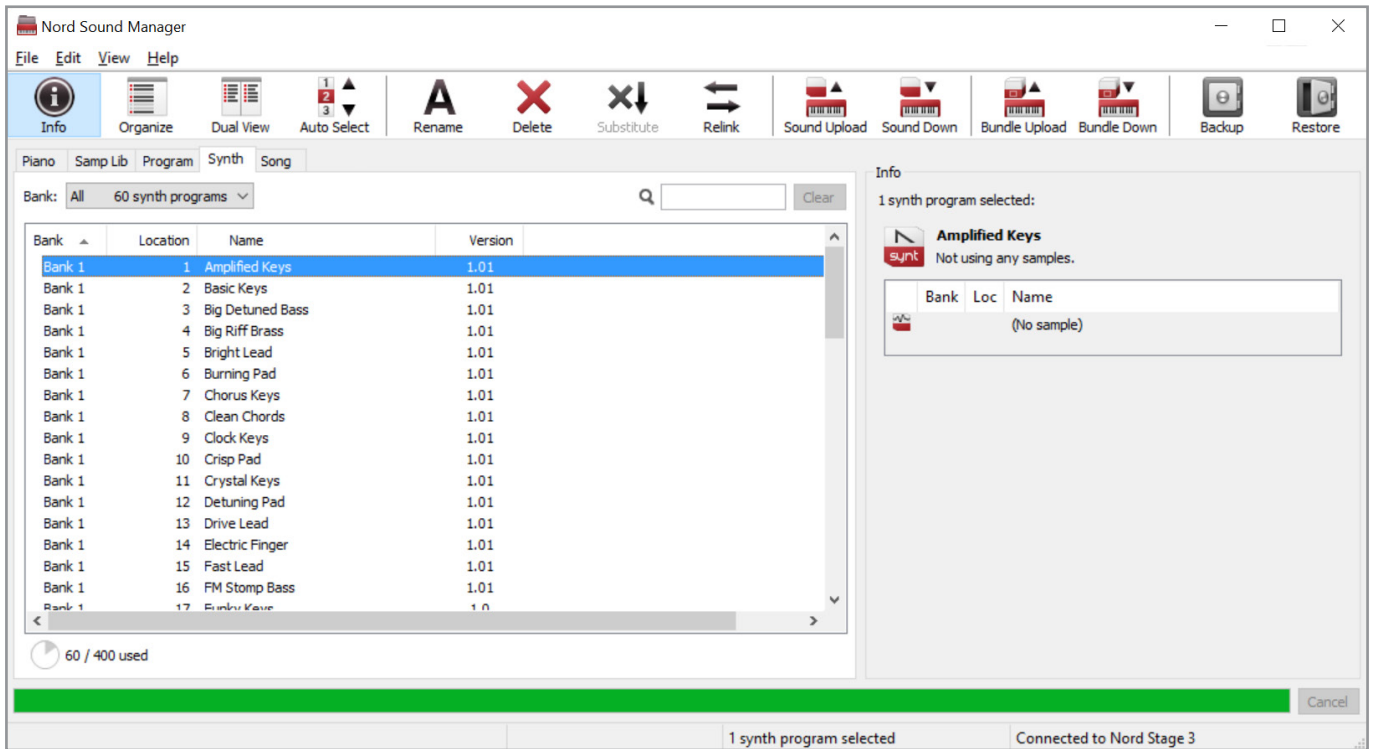 Nord Sound Manager
File Edit View Help
1 2 3
Info Organize Dual View Auto Select A Rename Delete Substitute Relink Sound Upload Sound Down Bundle Upload Bundle Down Backup Restore
Piano Samp Lib Program Synth Song
Bank: All 60 synth programs Clear
Bank Location Name Version
Bank 1 1 Amplified Keys 1.01
Bank 1 2 Basic Keys 1.01
Bank 1 3 Big Detuned Bass 1.01
Bank 1 4 Big Riff Brass 1.01
Bank 1 5 Bright Lead 1.01
Bank 1 6 Burning Pad 1.01
Bank 1 7 Chorus Keys 1.01
Bank 1 8 Clean Chords 1.01
Bank 1 9 Clock Keys 1.01
Bank 1 10 Crisp Pad 1.01
Bank 1 11 Crystal Keys 1.01
Bank 1 12 Detuning Pad 1.01
Bank 1 13 Drive Lead 1.01
Bank 1 14 Electric Finger 1.01
Bank 1 15 Fast Lead 1.01
Bank 1 16 FM Stomp Bass 1.01
Bank 1 17 Funky Keys 1.0
60 / 400 used
Info
1 synth program selected:
synt
Amplified Keys
Not using any samples.
Bank Loc Name
(No sample)
Cancel
1 synth program selected
Connected to Nord Stage 3